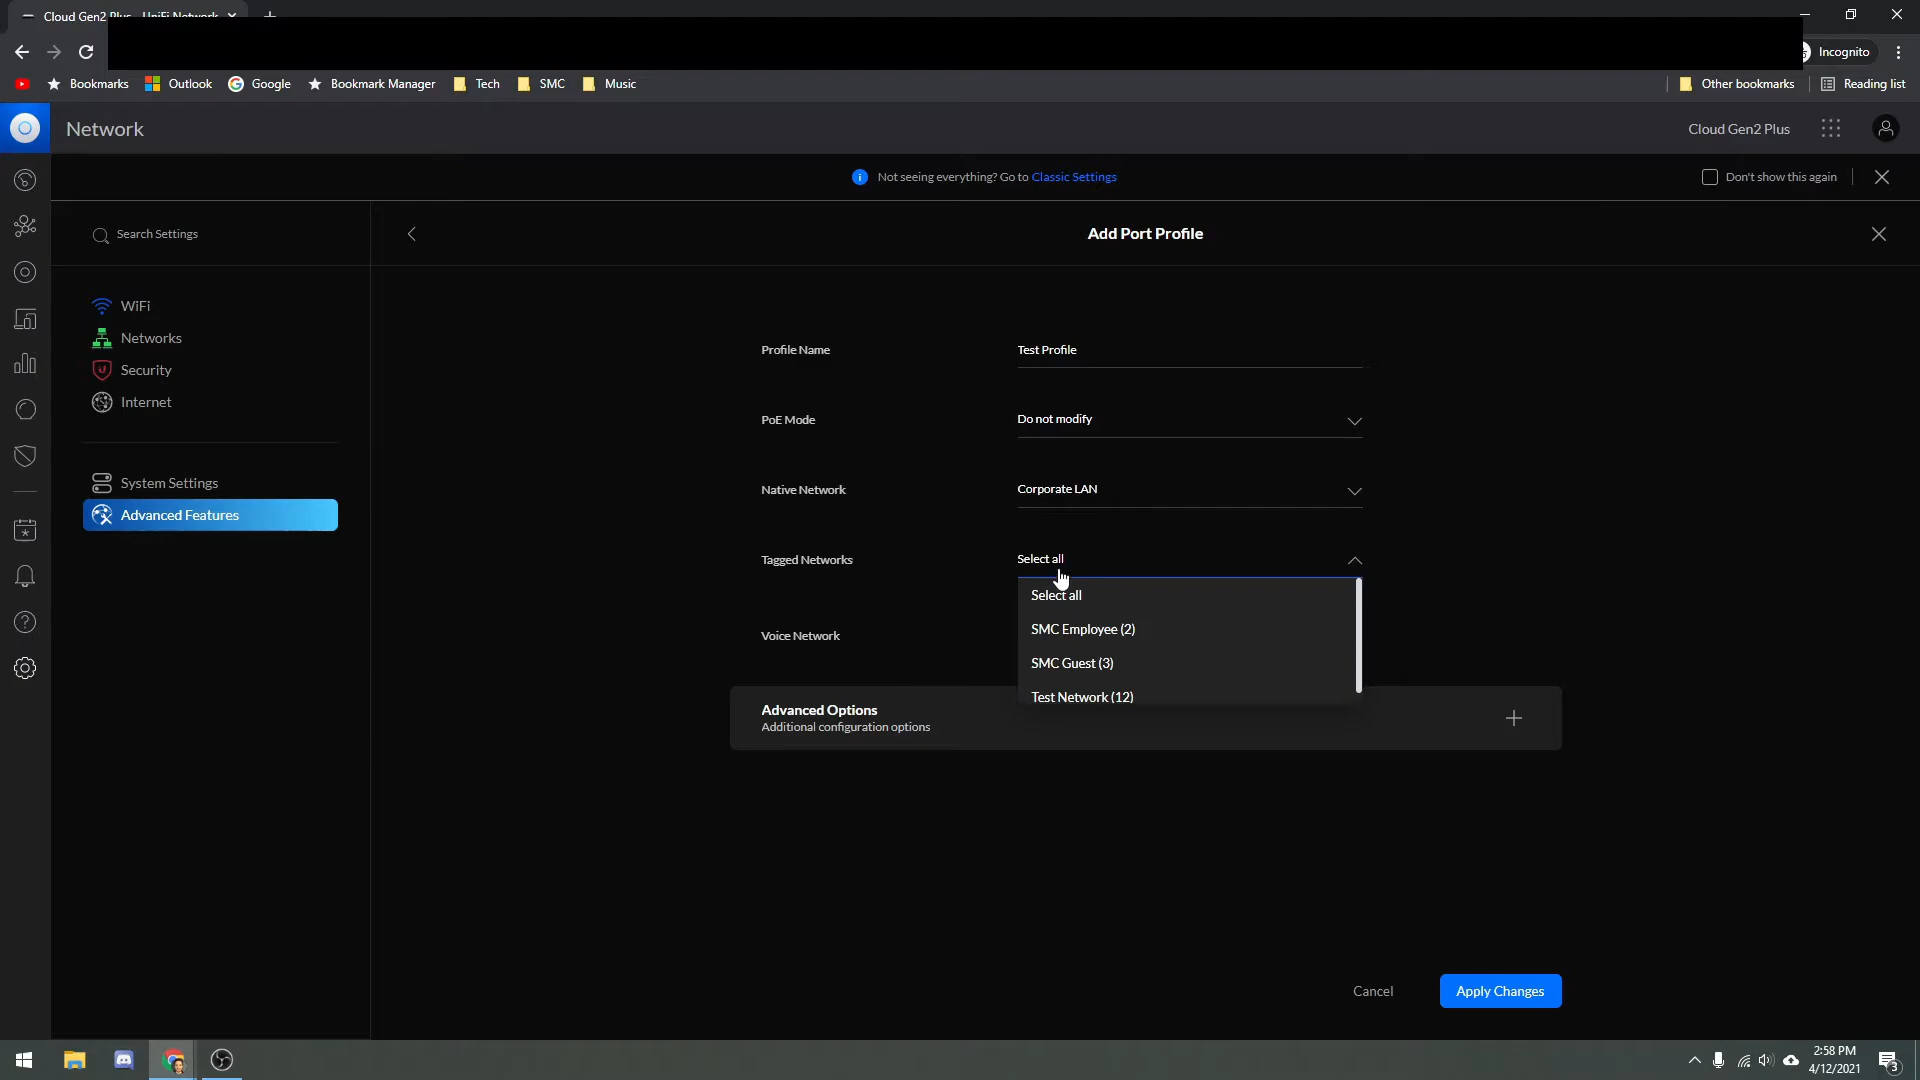 Cloud Gen2 Plus - UniFi Network
Incognito
Bookmarks
Outlook
Google
Bookmark Manager
Tech
SMC
Music
Other bookmarks
Reading list
Network
Cloud Gen2 Plus
Not seeing everything? Go to Classic Settings
Don't show this again
Search Settings
Add Port Profile
WiFi
Networks
Security
Internet
System Settings
Advanced Features
Profile Name
Test Profile
PoE Mode
Do not modify
Native Network
Corporate LAN
Tagged Networks
Select all
Select all
SMC Employee (2)
SMC Guest (3)
Test Network (12)
Voice Network
Advanced Options
Additional configuration options
Cancel
Apply Changes
2:58 PM
4/12/2021
3